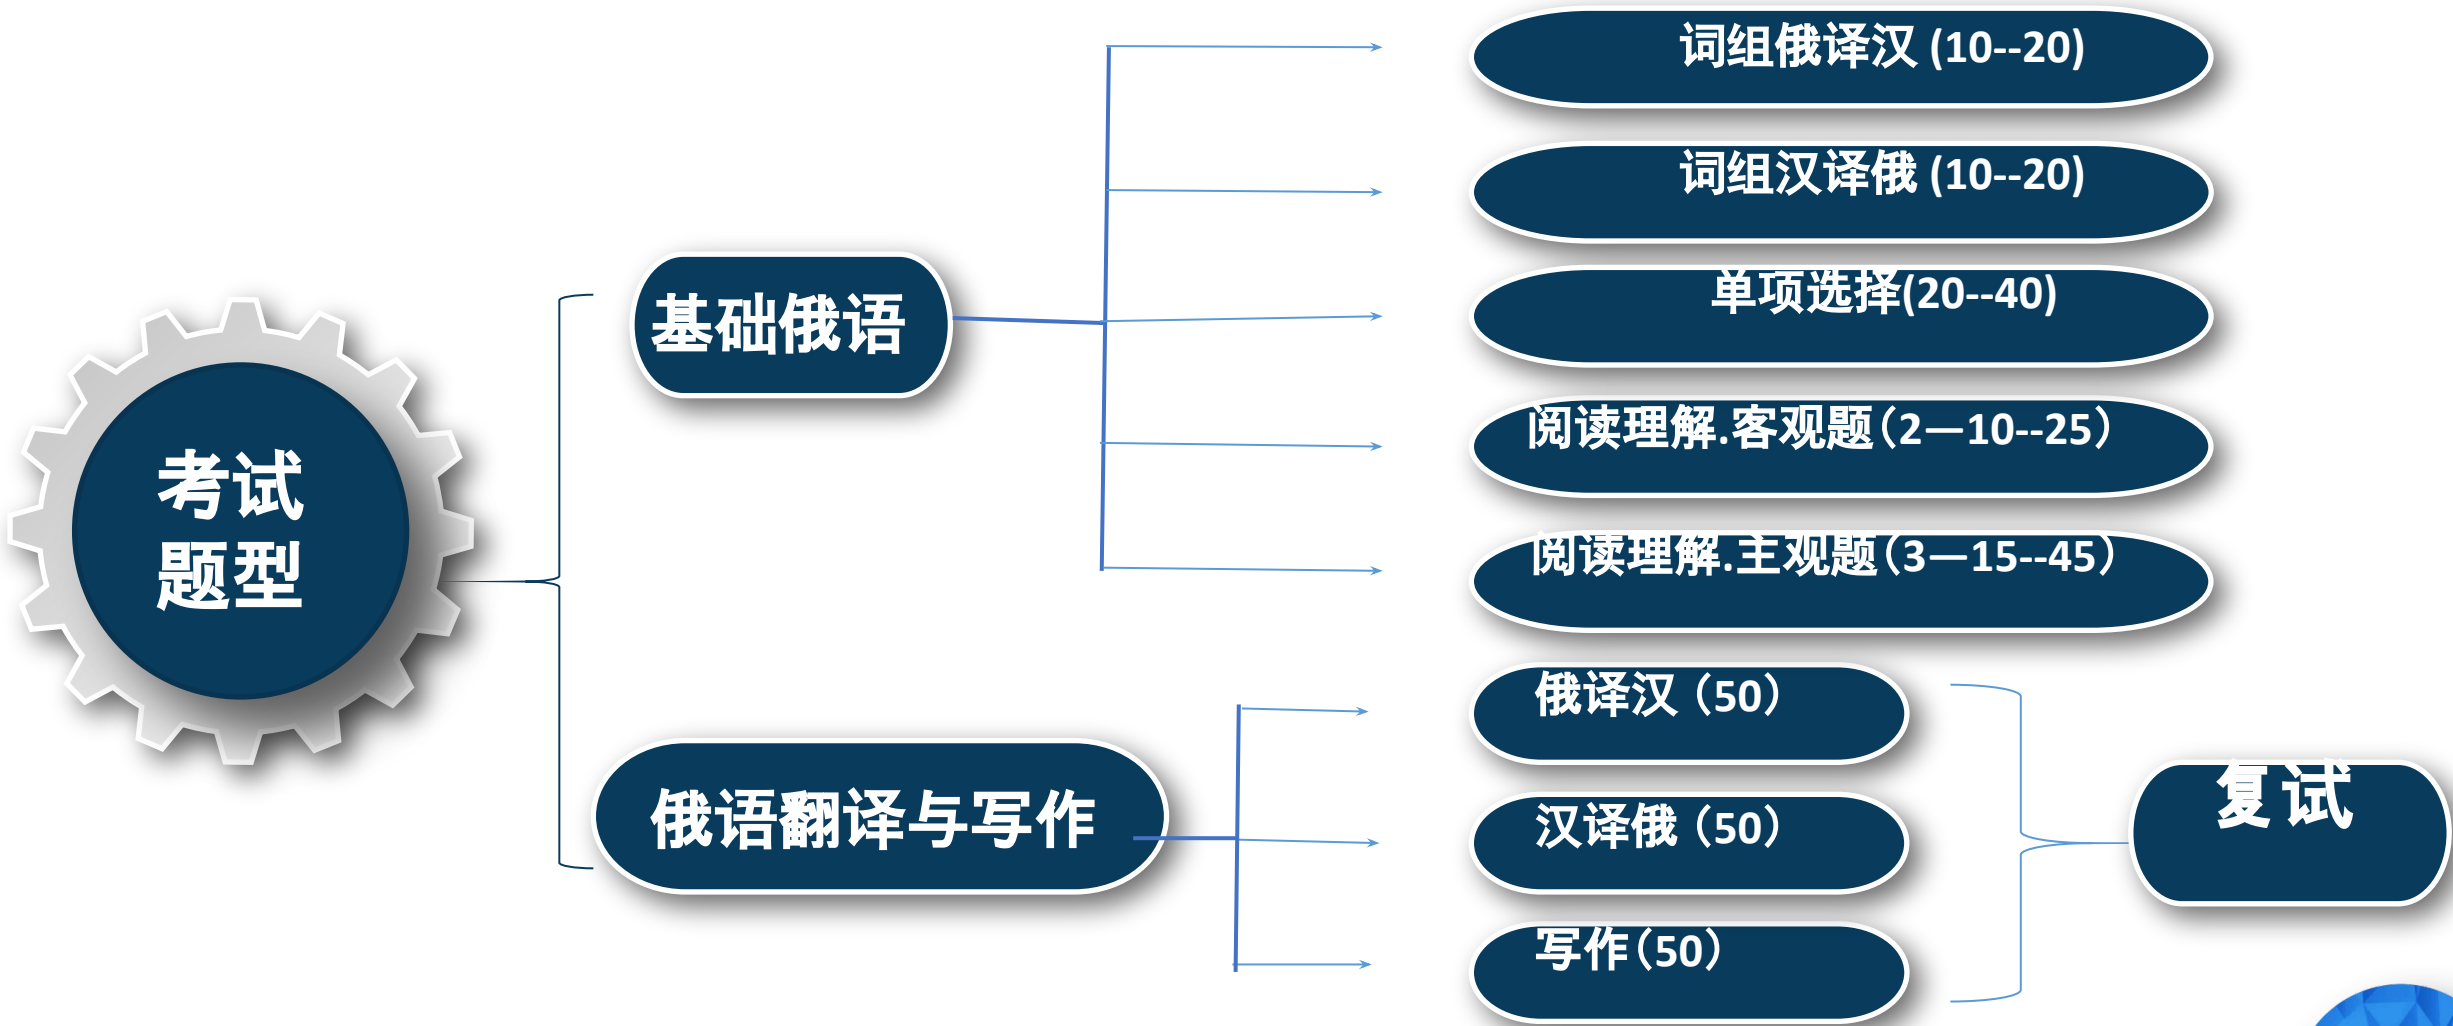 考试
题型
基础俄语
词组俄译汉 (10--20)
词组汉译俄 (10--20)
单项选择(20--40)
阅读理解.客观题（2—10--25）
阅读理解.主观题（3—15--45）
俄语翻译与写作
俄译汉（50）
汉译俄（50）
写作（50）
复试